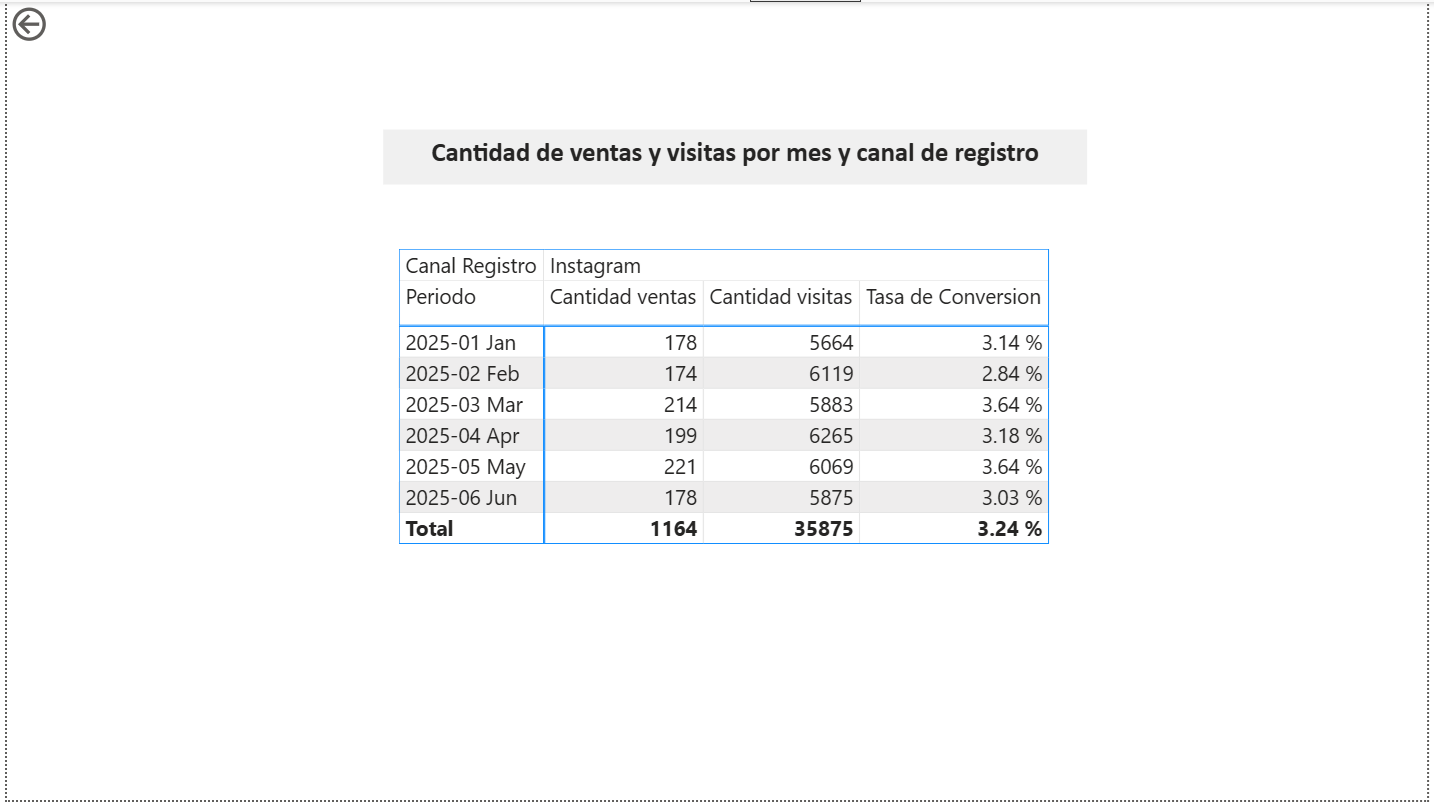 Cantidad de ventas y visitas por mes y canal de registro
Canal Registro Instagram
Periodo Cantidad ventas Cantidad visitas Tasa de Conversion
2025-01 Jan 178 5664 3.14 %
2025-02 Feb 174 6119 2.84 %
2025-03 Mar 214 5883 3.64 %
2025-04 Apr 199 6265 3.18 %
2025-05 May 221 6069 3.64 %
2025-06 Jun 178 5875 3.03 %
Total 1164 35875 3.24 %